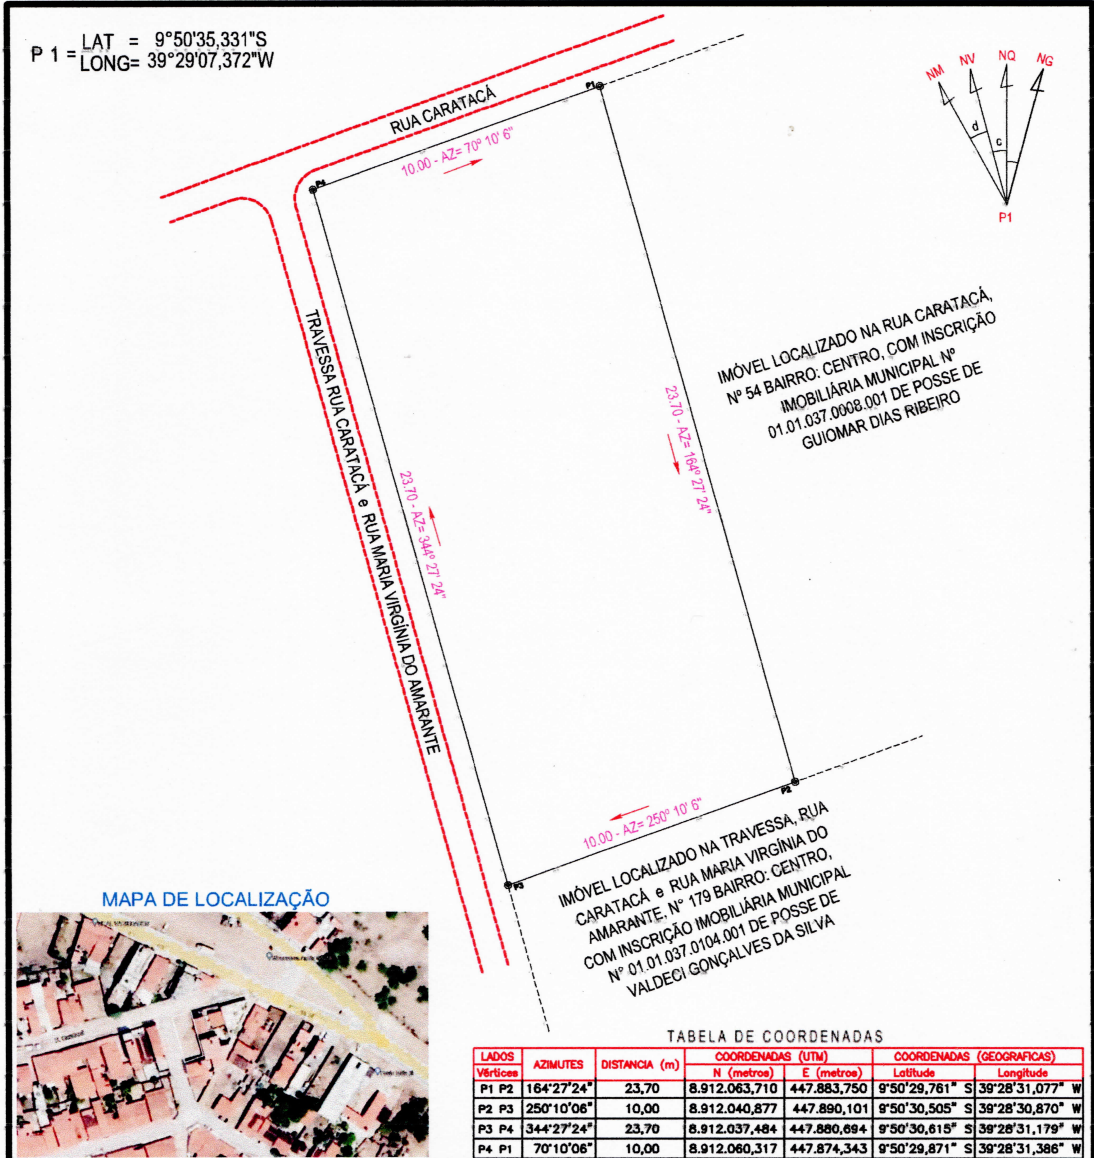 P 1 = LAT = 9°50'35,331"S
LONG= 39°29'07,372"W
NM NV NQ NG
d c
P1
RUA CARATACÁ
10.00 - AZ= 70° 10' 6"
P1
P4
TRAVESSA RUA CARATACÁ e RUA MARIA VIRGÍNIA DO AMARANTE
23.70 - AZ= 344° 27' 24"
23.70 - AZ= 164° 27' 24"
IMÓVEL LOCALIZADO NA RUA CARATACÁ,
Nº 54 BAIRRO: CENTRO, COM INSCRIÇÃO
IMOBILIÁRIA MUNICIPAL Nº
01.01.037.0008.001 DE POSSE DE
GUIOMAR DIAS RIBEIRO
P2
10.00 - AZ= 250° 10' 6"
P3
IMÓVEL LOCALIZADO NA TRAVESSA, RUA
CARATACÁ e RUA MARIA VIRGÍNIA DO
AMARANTE, Nº 179 BAIRRO: CENTRO,
COM INSCRIÇÃO IMOBILIÁRIA MUNICIPAL
Nº 01.01.037.0104.001 DE POSSE DE
VALDECI GONÇALVES DA SILVA
MAPA DE LOCALIZAÇÃO
TABELA DE COORDENADAS
LADOS AZIMUTES DISTANCIA (m) COORDENADAS (UTM) COORDENADAS (GEOGRAFICAS)
Vértices N (metros) E (metros) Latitude Longitude
P1 P2 164°27'24" 23,70 8.912.063,710 447.883,750 9°50'29,761" S 39°28'31,077" W
P2 P3 250°10'06" 10,00 8.912.040,877 447.890,101 9°50'30,505" S 39°28'30,870" W
P3 P4 344°27'24" 23,70 8.912.037,484 447.880,694 9°50'30,615" S 39°28'31,179" W
P4 P1 70°10'06" 10,00 8.912.060,317 447.874,343 9°50'29,871" S 39°28'31,386" W